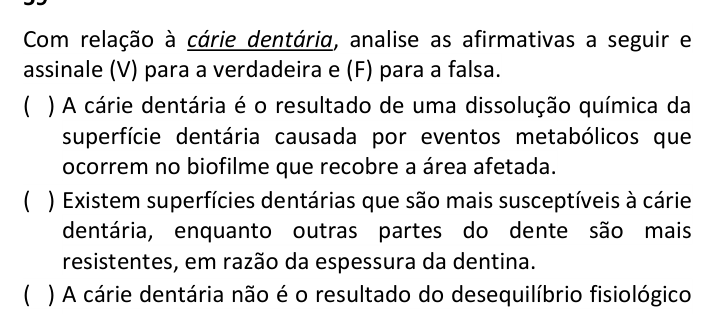 Com relação à cárie dentária, analise as afirmativas a seguir e
assinale (V) para a verdadeira e (F) para a falsa.
( ) A cárie dentária é o resultado de uma dissolução química da
superfície dentária causada por eventos metabólicos que
ocorrem no biofilme que recobre a área afetada.
( ) Existem superfícies dentárias que são mais susceptíveis à cárie
dentária, enquanto outras partes do dente são mais
resistentes, em razão da espessura da dentina.
( ) A cárie dentária não é o resultado do desequilíbrio fisiológico